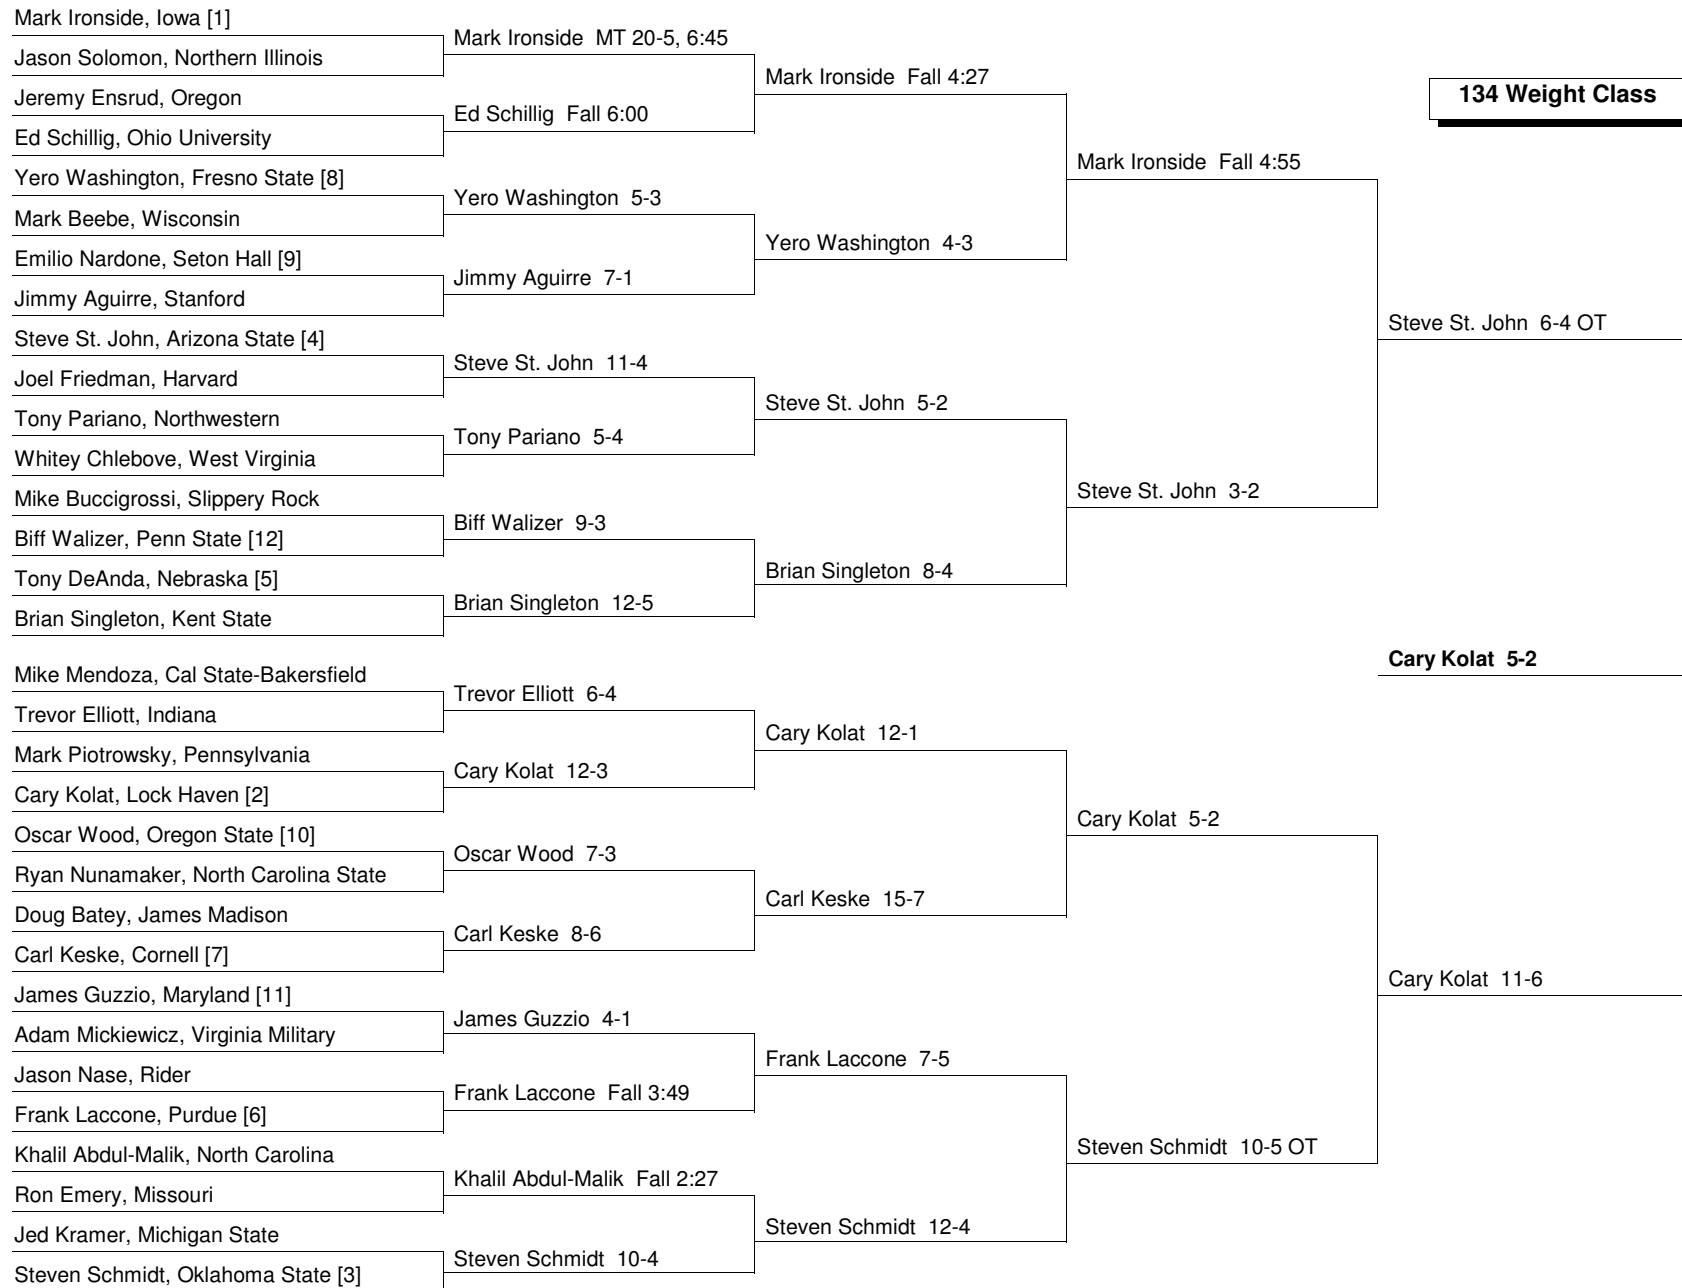 Mark Ironside, Iowa [1]
Jason Solomon, Northern Illinois
Jeremy Ensrud, Oregon
Ed Schillig, Ohio University
Yero Washington, Fresno State [8]
Mark Beebe, Wisconsin
Emilio Nardone, Seton Hall [9]
Jimmy Aguirre, Stanford
Steve St. John, Arizona State [4]
Joel Friedman, Harvard
Tony Pariano, Northwestern
Whitey Chlebove, West Virginia
Mike Buccigrossi, Slippery Rock
Biff Walizer, Penn State [12]
Tony DeAnda, Nebraska [5]
Brian Singleton, Kent State
Mike Mendoza, Cal State-Bakersfield
Trevor Elliott, Indiana
Mark Piotrowsky, Pennsylvania
Cary Kolat, Lock Haven [2]
Oscar Wood, Oregon State [10]
Ryan Nunamaker, North Carolina State
Doug Batey, James Madison
Carl Keske, Cornell [7]
James Guzzio, Maryland [11]
Adam Mickiewicz, Virginia Military
Jason Nase, Rider
Frank Laccone, Purdue [6]
Khalil Abdul-Malik, North Carolina
Ron Emery, Missouri
Jed Kramer, Michigan State
Steven Schmidt, Oklahoma State [3]
Mark Ironside MT 20-5, 6:45
Ed Schillig Fall 6:00
Yero Washington 5-3
Jimmy Aguirre 7-1
Steve St. John 11-4
Tony Pariano 5-4
Biff Walizer 9-3
Brian Singleton 12-5
Trevor Elliott 6-4
Cary Kolat 12-3
Oscar Wood 7-3
Carl Keske 8-6
James Guzzio 4-1
Frank Laccone Fall 3:49
Khalil Abdul-Malik Fall 2:27
Steven Schmidt 10-4
Mark Ironside Fall 4:27
Yero Washington 4-3
Steve St. John 5-2
Brian Singleton 8-4
Cary Kolat 12-1
Carl Keske 15-7
Frank Laccone 7-5
Steven Schmidt 12-4
Mark Ironside Fall 4:55
Steve St. John 3-2
Cary Kolat 5-2
Steven Schmidt 10-5 OT
134 Weight Class
Steve St. John 6-4 OT
Cary Kolat 5-2
Cary Kolat 11-6